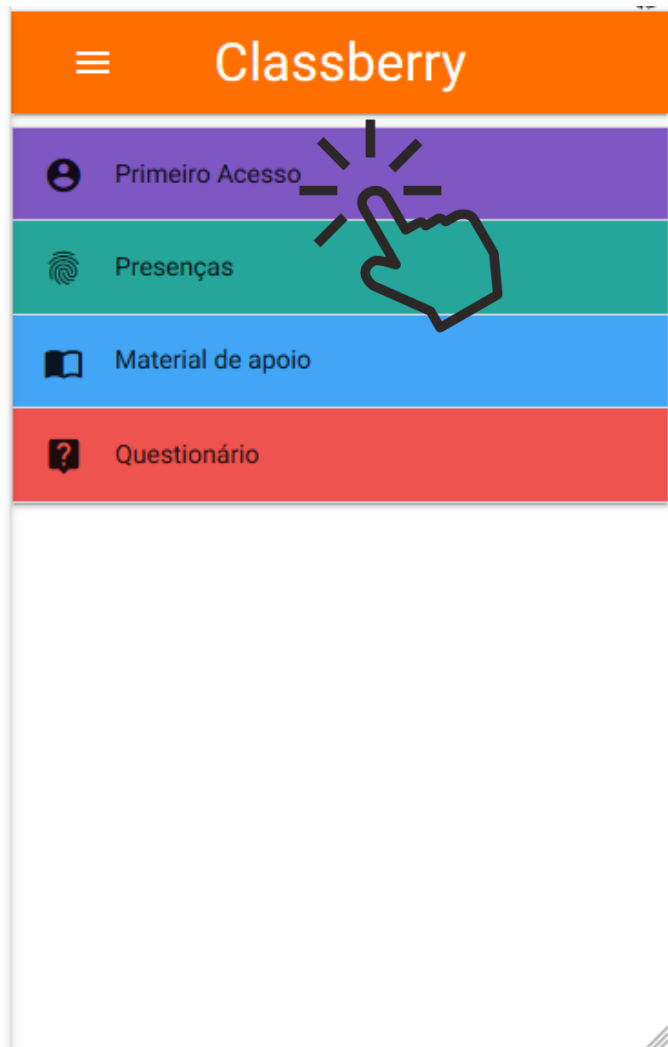 Classberry
Primeiro Acesso
Presenças
Material de apoio
Questionário